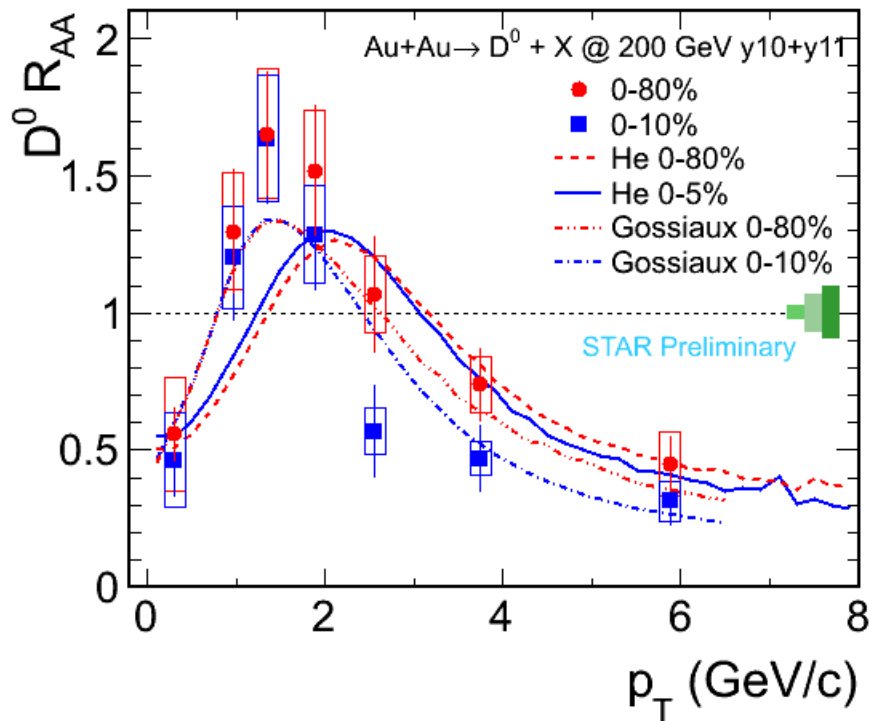 Au+Au→ D⁰ + X @ 200 GeV y10+y11
0-80%
0-10%
He 0-80%
He 0-5%
Gossiaux 0-80%
Gossiaux 0-10%
STAR Preliminary
D⁰ R_AA
2
1.5
1
0.5
0
0 2 4 6 8
p_T (GeV/c)